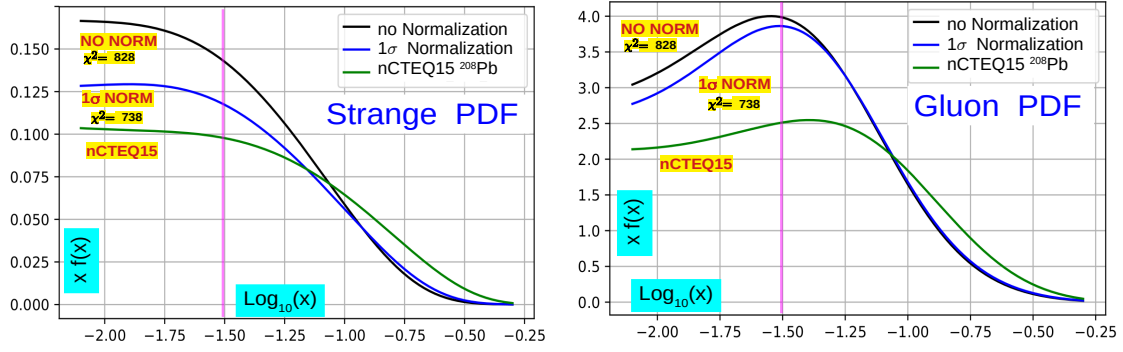 no Normalization
1σ Normalization
nCTEQ15 ²⁰⁸Pb
NO NORM
χ²= 828
1σ NORM
χ²= 738
nCTEQ15
Strange PDF
x f(x)
Log₁₀(x)
0.150
0.125
0.100
0.075
0.050
0.025
0.000
−2.00 −1.75 −1.50 −1.25 −1.00 −0.75 −0.50 −0.25
no Normalization
1σ Normalization
nCTEQ15 ²⁰⁸Pb
NO NORM
χ²= 828
1σ NORM
χ²= 738
nCTEQ15
Gluon PDF
x f(x)
Log₁₀(x)
4.0
3.5
3.0
2.5
2.0
1.5
1.0
0.5
0.0
−2.00 −1.75 −1.50 −1.25 −1.00 −0.75 −0.50 −0.25